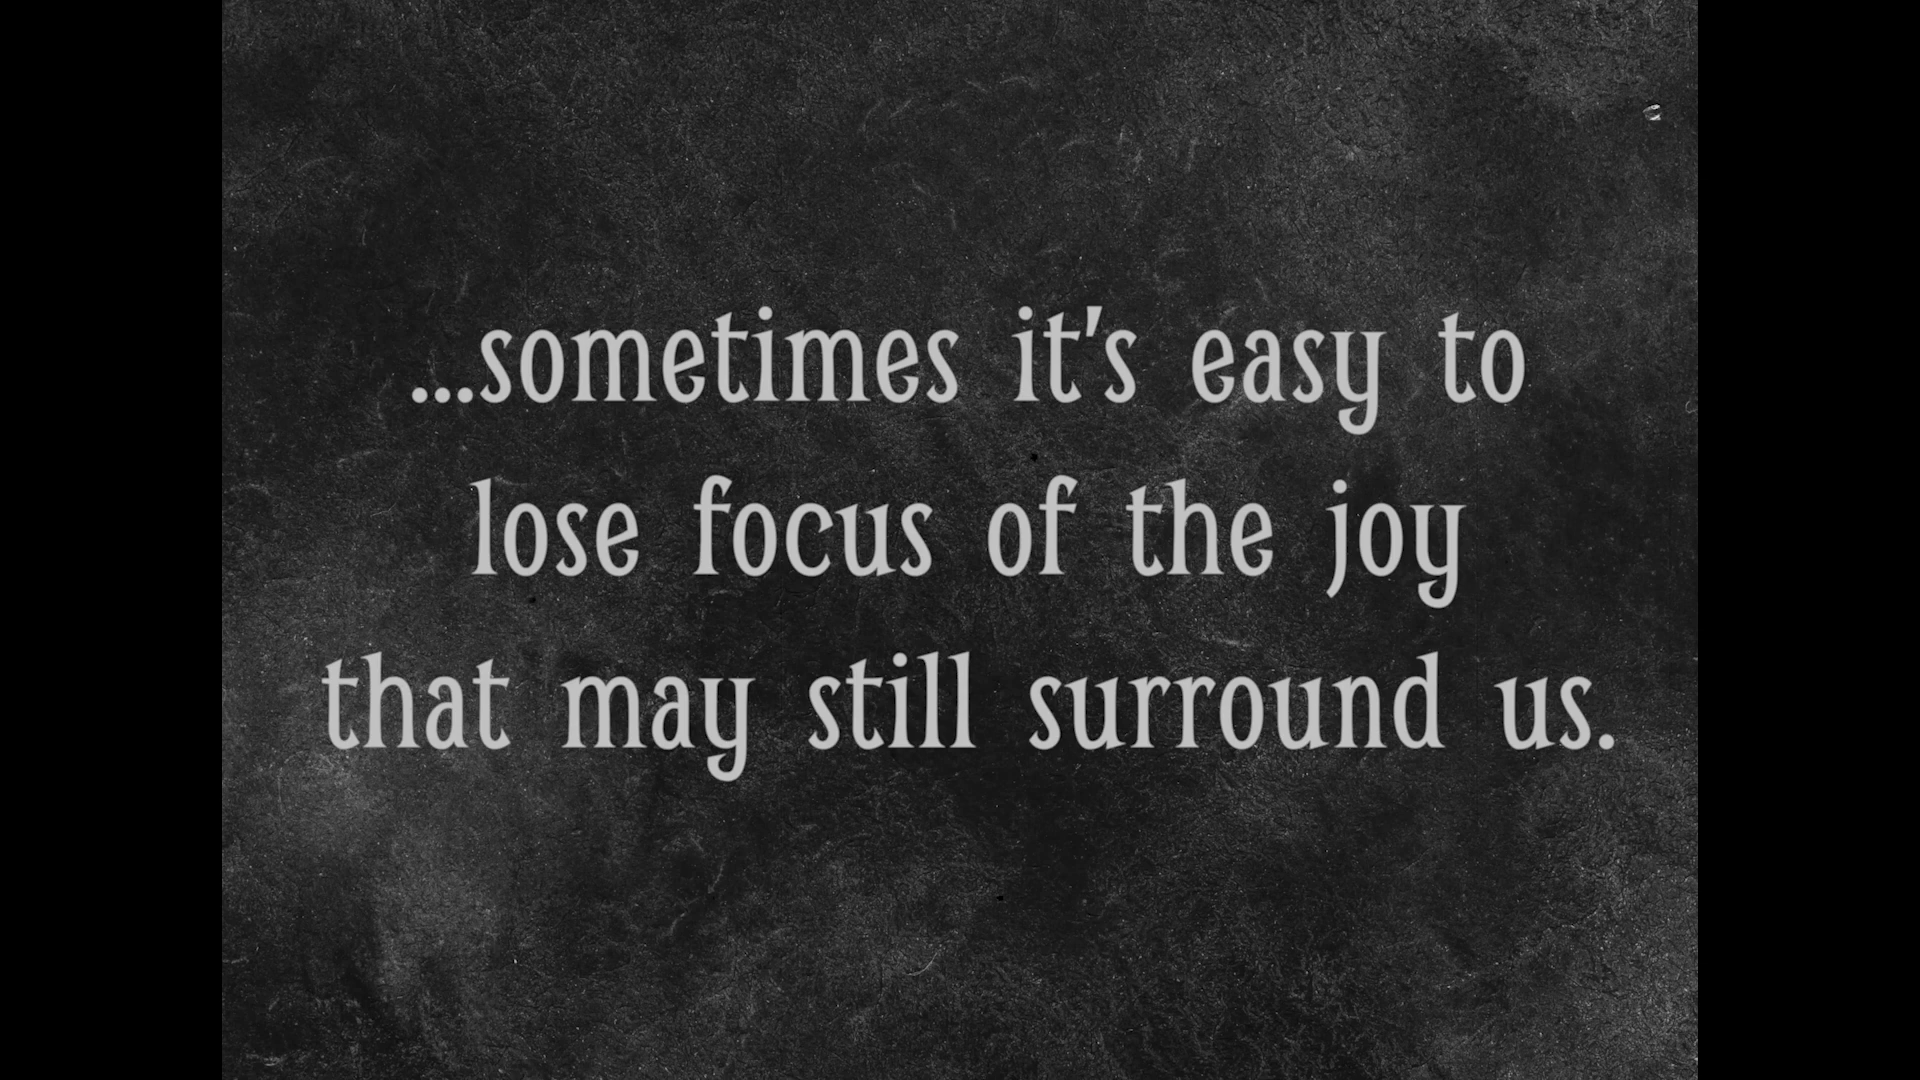 ...sometimes it's easy to
lose focus of the joy
that may still surround us.